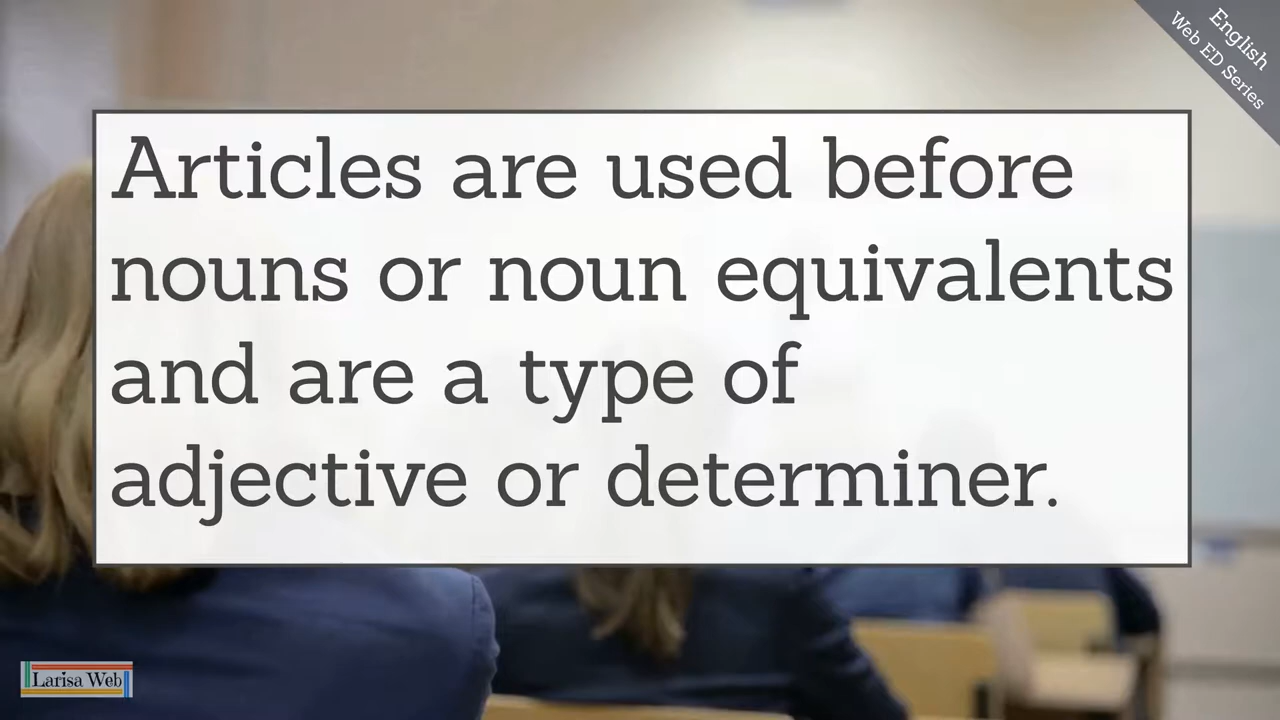 English
Web ED Series
Articles are used before
nouns or noun equivalents
and are a type of
adjective or determiner.
Larisa Web